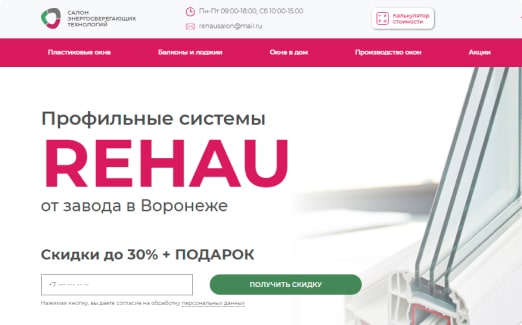 САЛОН
ЭНЕРГОСБЕРЕГАЮЩИХ
ТЕХНОЛОГИЙ
Пн-Пт 09:00-18:00, Сб 10:00-15:00
rehausalon@mail.ru
Калькулятор
стоимости
Пластиковые окна
Балконы и лоджии
Окна в дом
Производство окон
Акции
Профильные системы
REHAU
от завода в Воронеже
Скидки до 30% + ПОДАРОК
+7 --- --- -- --
ПОЛУЧИТЬ СКИДКУ
Нажимая кнопку, вы даете согласие на обработку персональных данных